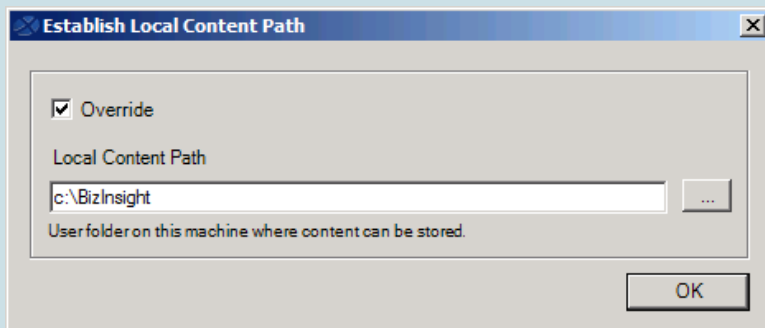 Establish Local Content Path
Override
Local Content Path
c:\BizInsight
...
User folder on this machine where content can be stored.
OK